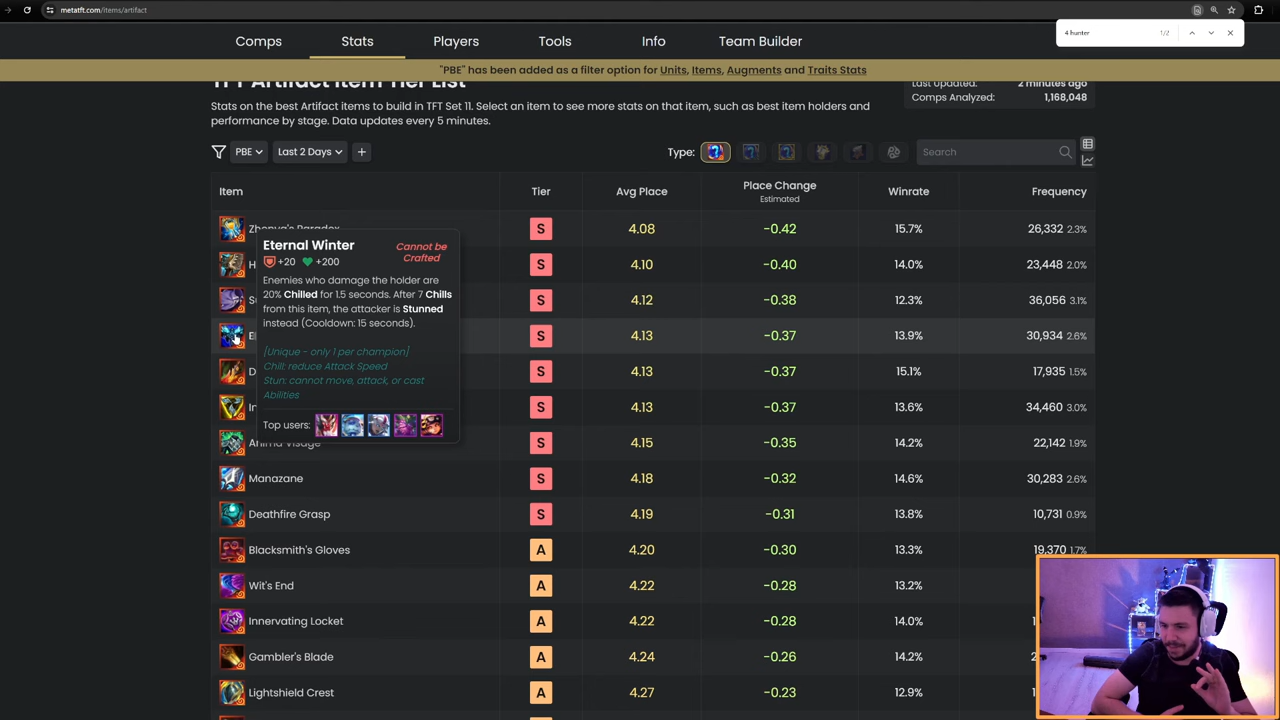 metatft.com/items/artifact
4 hunter 1/2
Comps Stats Players Tools Info Team Builder
"PBE" has been added as a filter option for Units, Items, Augments and Traits Stats
TFT Artifact Item Tier List
Last Updated: 2 minutes ago
Stats on the best Artifact items to build in TFT Set 11. Select an item to see more stats on that item, such as best item holders and
Comps Analyzed: 1,168,048
performance by stage. Data updates every 5 minutes.
PBE Last 2 Days + Type: Search
Item Tier Avg Place Place Change Winrate Frequency
Estimated
Zhonya's Paradox S 4.08 -0.42 15.7% 26,332 2.3%
Eternal Winter Cannot be
Crafted
+20 +200
H S 4.10 -0.40 14.0% 23,448 2.0%
Enemies who damage the holder are
20% Chilled for 1.5 seconds. After 7 Chills
from this item, the attacker is Stunned
instead (Cooldown: 15 seconds).
S 4.12 -0.38 12.3% 36,056 3.1%
S 4.13 -0.37 13.9% 30,934 2.6%
[Unique - only 1 per champion]
Chill: reduce Attack Speed
Stun: cannot move, attack, or cast
Abilities
D S 4.13 -0.37 15.1% 17,935 1.5%
In S 4.13 -0.37 13.6% 34,460 3.0%
Top users:
Anima Visage S 4.15 -0.35 14.2% 22,142 1.9%
Manazane S 4.18 -0.32 14.6% 30,283 2.6%
Deathfire Grasp S 4.19 -0.31 13.8% 10,731 0.9%
Blacksmith's Gloves A 4.20 -0.30 13.3% 19,370 1.7%
Wit's End A 4.22 -0.28 13.2%
Innervating Locket A 4.22 -0.28 14.0%
Gambler's Blade A 4.24 -0.26 14.2%
Lightshield Crest A 4.27 -0.23 12.9%